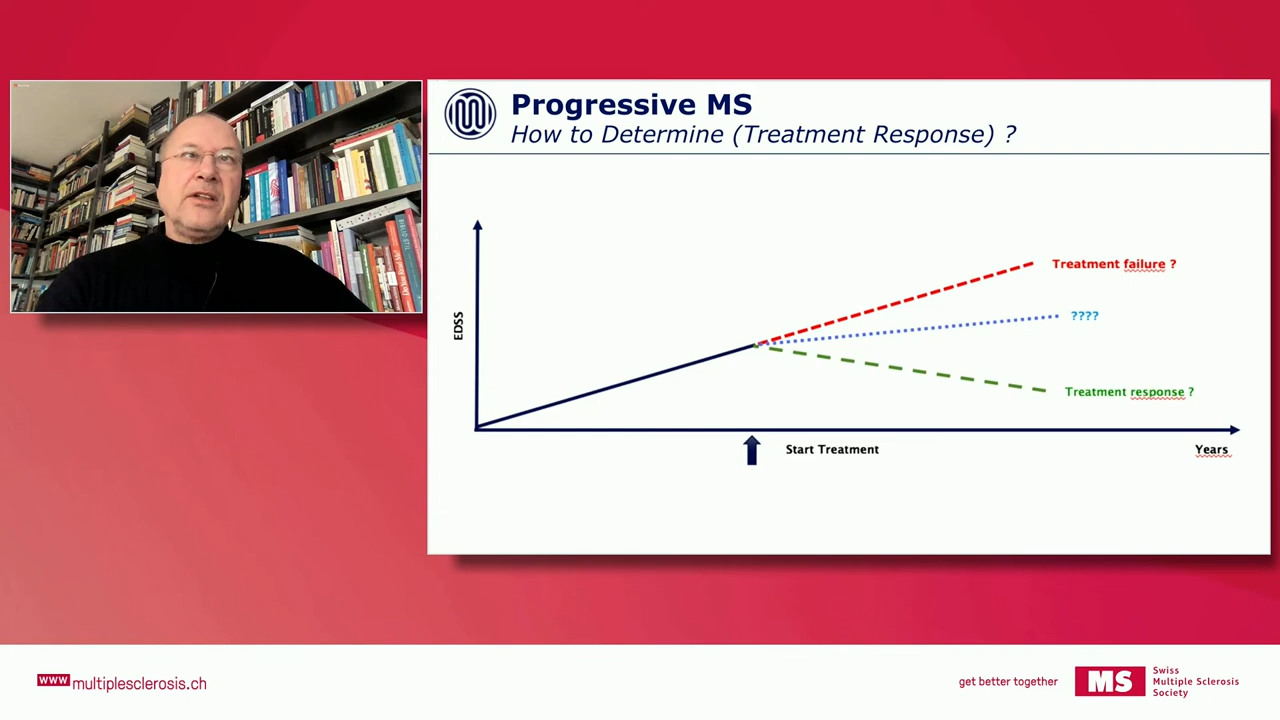 Progressive MS
How to Determine (Treatment Response) ?
EDSS
Treatment failure ?
????
Treatment response ?
Start Treatment
Years
www multiplesclerosis.ch
get better together
MS
Swiss
Multiple Sclerosis
Society